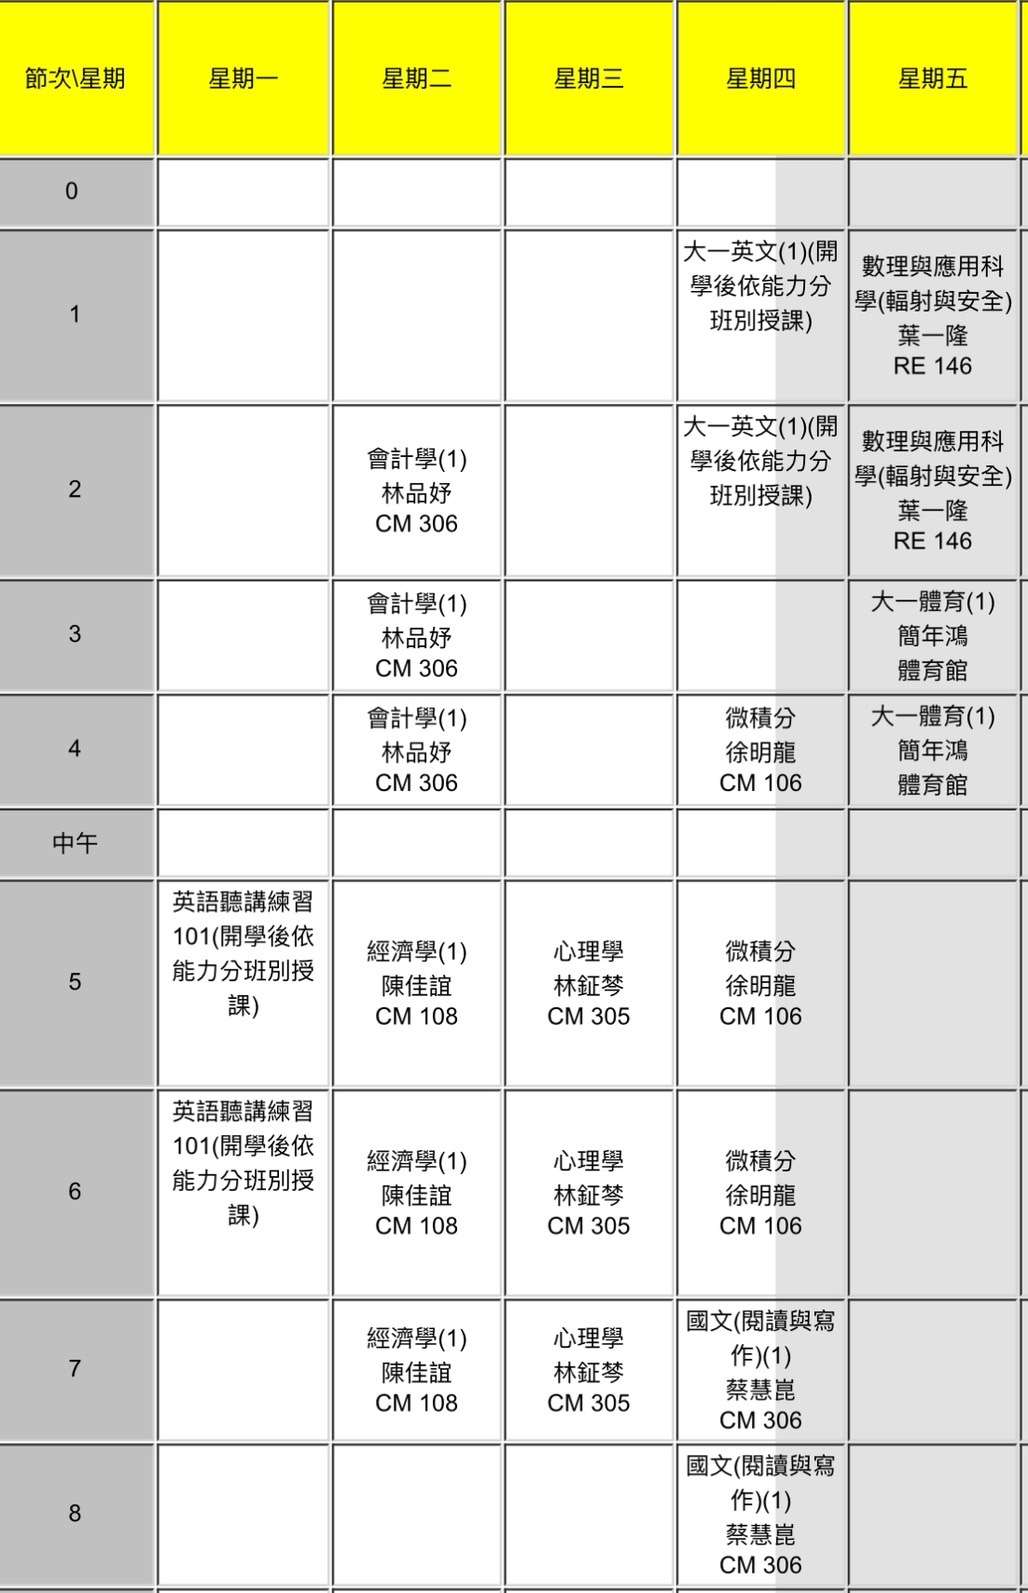 節次\星期 星期一 星期二 星期三 星期四 星期五
0
1
大一英文(1)(開
學後依能力分
班別授課)
數理與應用科
學(輻射與安全)
葉一隆
RE 146
2
會計學(1)
林品妤
CM 306
大一英文(1)(開
學後依能力分
班別授課)
數理與應用科
學(輻射與安全)
葉一隆
RE 146
3
會計學(1)
林品妤
CM 306
大一體育(1)
簡年鴻
體育館
4
會計學(1)
林品妤
CM 306
微積分
徐明龍
CM 106
大一體育(1)
簡年鴻
體育館
中午
5
英語聽講練習
101(開學後依
能力分班別授
課)
經濟學(1)
陳佳誼
CM 108
心理學
林鉦棽
CM 305
微積分
徐明龍
CM 106
6
英語聽講練習
101(開學後依
能力分班別授
課)
經濟學(1)
陳佳誼
CM 108
心理學
林鉦棽
CM 305
微積分
徐明龍
CM 106
7
經濟學(1)
陳佳誼
CM 108
心理學
林鉦棽
CM 305
國文(閱讀與寫
作)(1)
蔡慧崑
CM 306
8
國文(閱讀與寫
作)(1)
蔡慧崑
CM 306